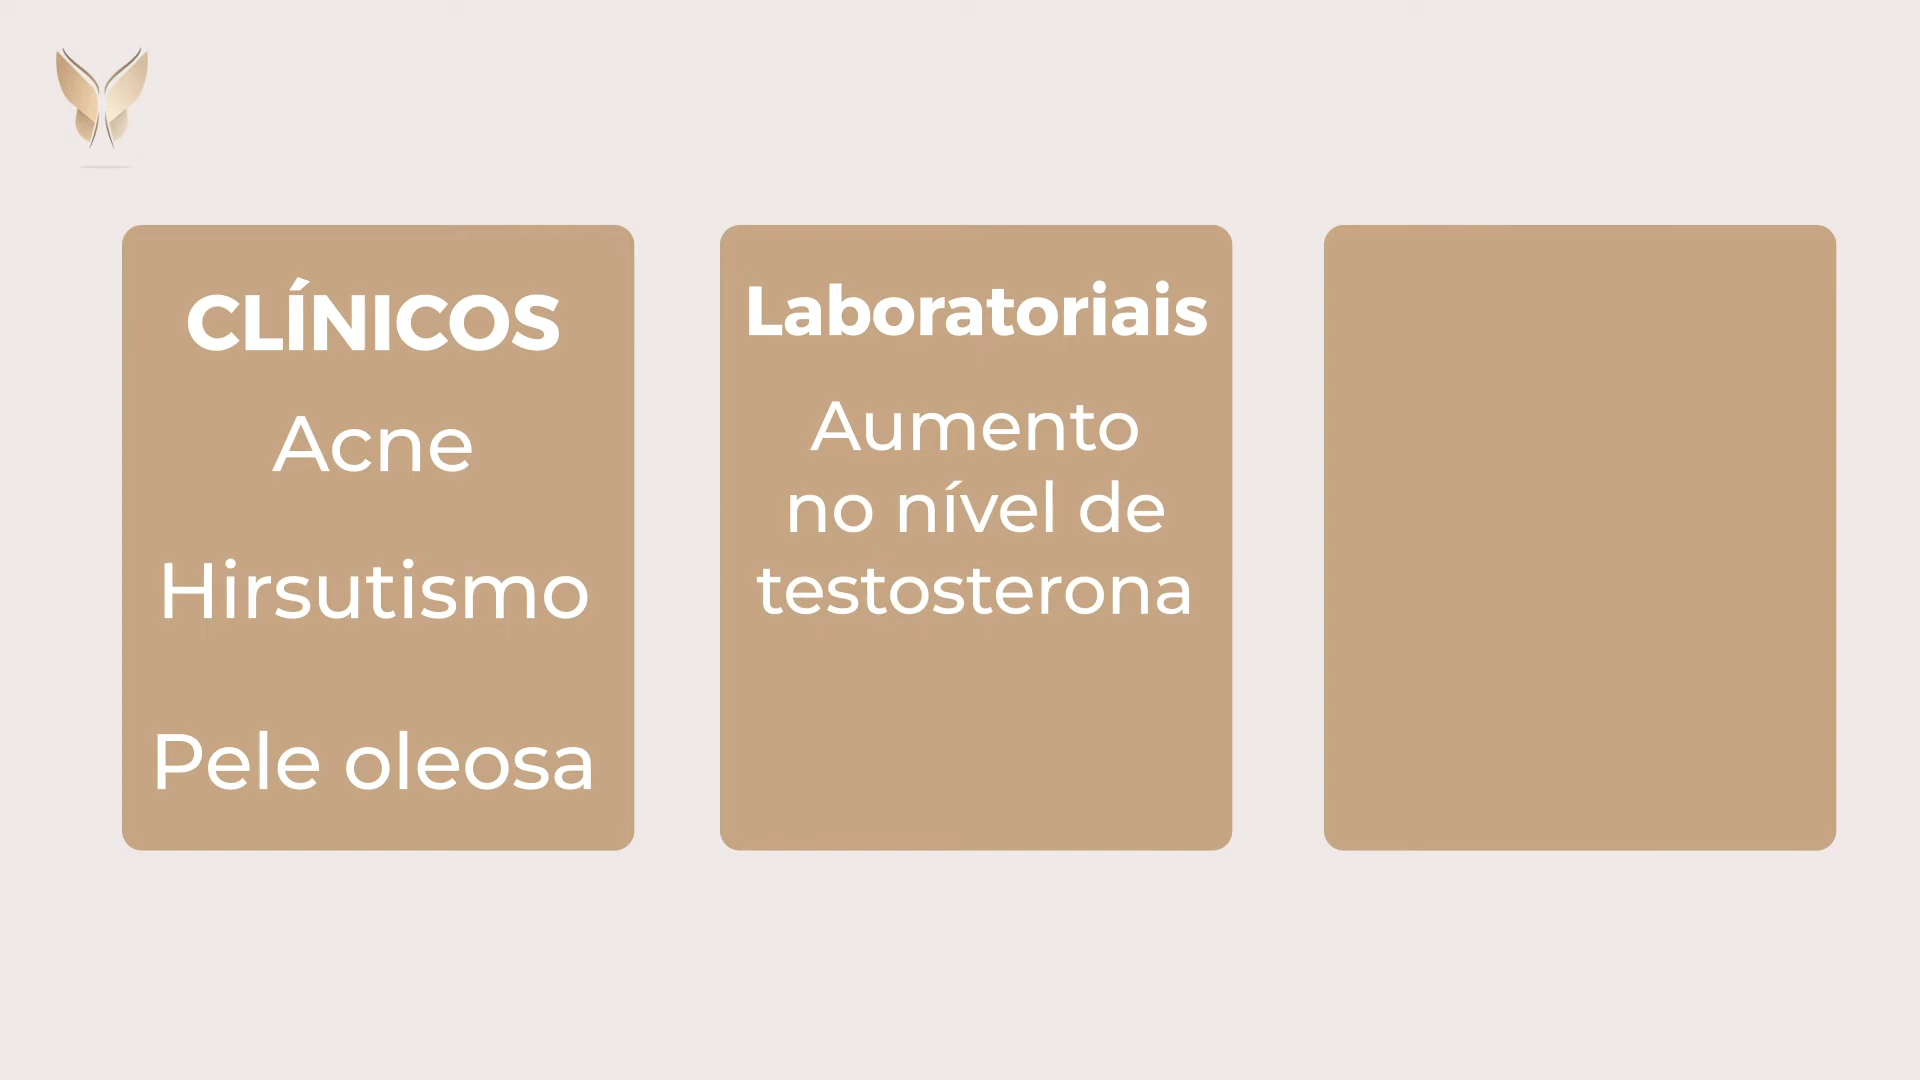 CLÍNICOS
Acne
Hirsutismo
Pele oleosa
Laboratoriais
Aumento
no nível de
testosterona